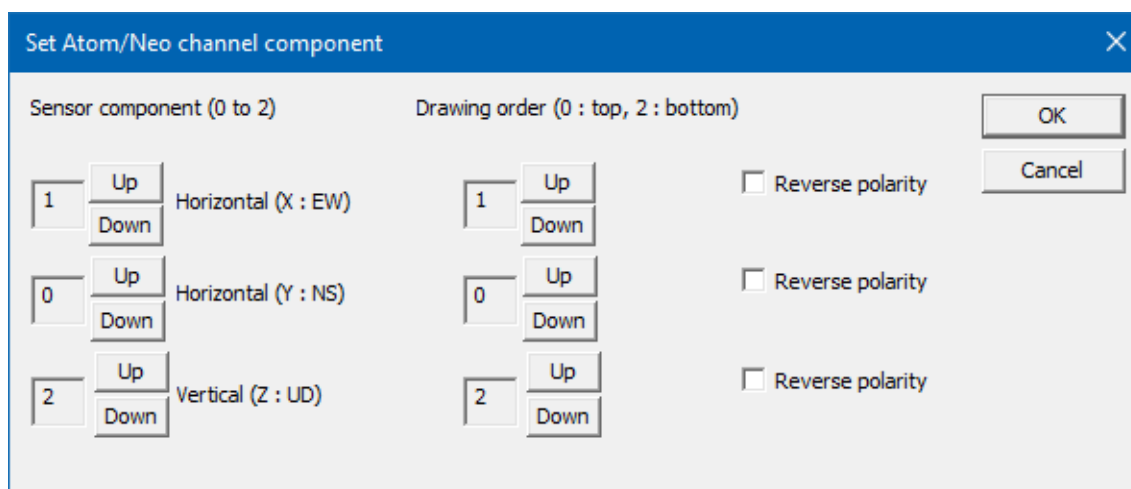 Set Atom/Neo channel component
Sensor component (0 to 2) Drawing order (0 : top, 2 : bottom) OK
Cancel
1 Up Down Horizontal (X : EW) 1 Up Down Reverse polarity
0 Up Down Horizontal (Y : NS) 0 Up Down Reverse polarity
2 Up Down Vertical (Z : UD) 2 Up Down Reverse polarity